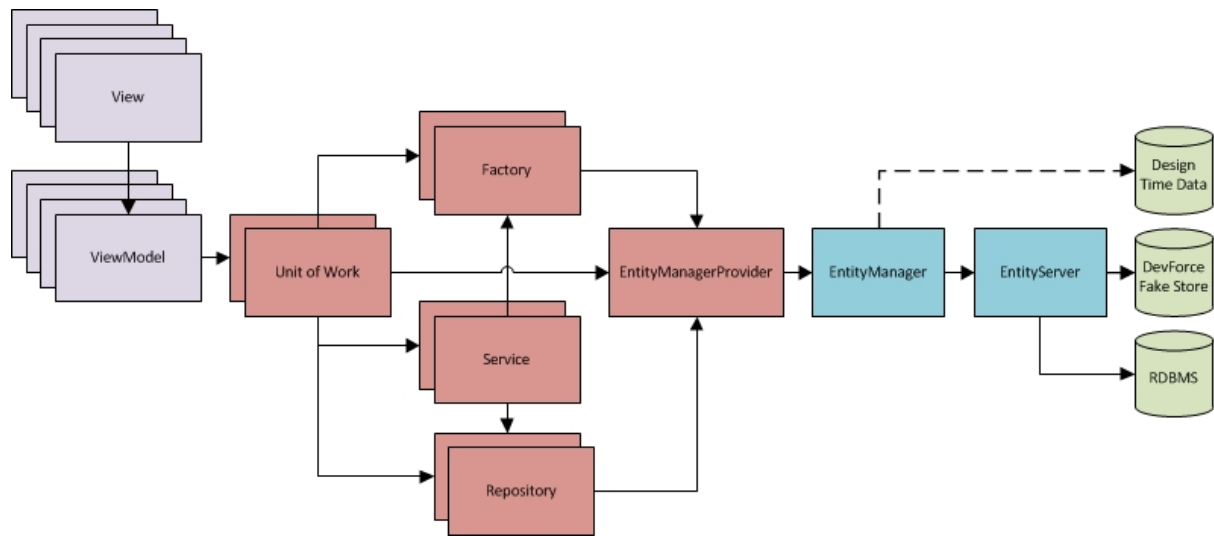 View
ViewModel
Unit of Work
Factory
Service
Repository
EntityManagerProvider
EntityManager
EntityServer
Design
Time Data
DevForce
Fake Store
RDBMS